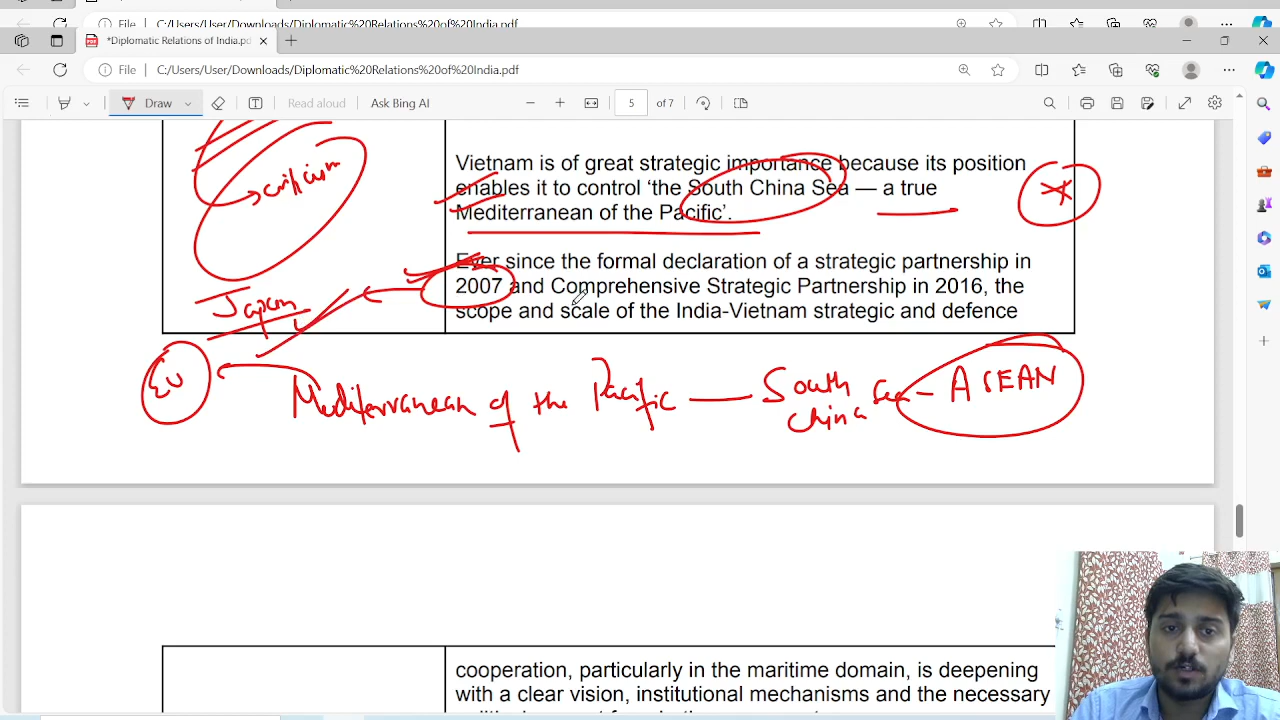 C:/Users/User/Downloads/Diplomatic%20Relations%20of%20India.pdf
*Diplomatic Relations of India.pd
File
C:/Users/User/Downloads/Diplomatic%20Relations%20of%20India.pdf
Draw
Read aloud
Ask Bing AI
5
of 7
criticism
Vietnam is of great strategic importance because its position
enables it to control ‘the South China Sea — a true
Mediterranean of the Pacific’.
Ever since the formal declaration of a strategic partnership in
2007 and Comprehensive Strategic Partnership in 2016, the
scope and scale of the India-Vietnam strategic and defence
Japan
EU
Mediterranean of the Pacific — South China Sea - ASEAN
cooperation, particularly in the maritime domain, is deepening
with a clear vision, institutional mechanisms and the necessary